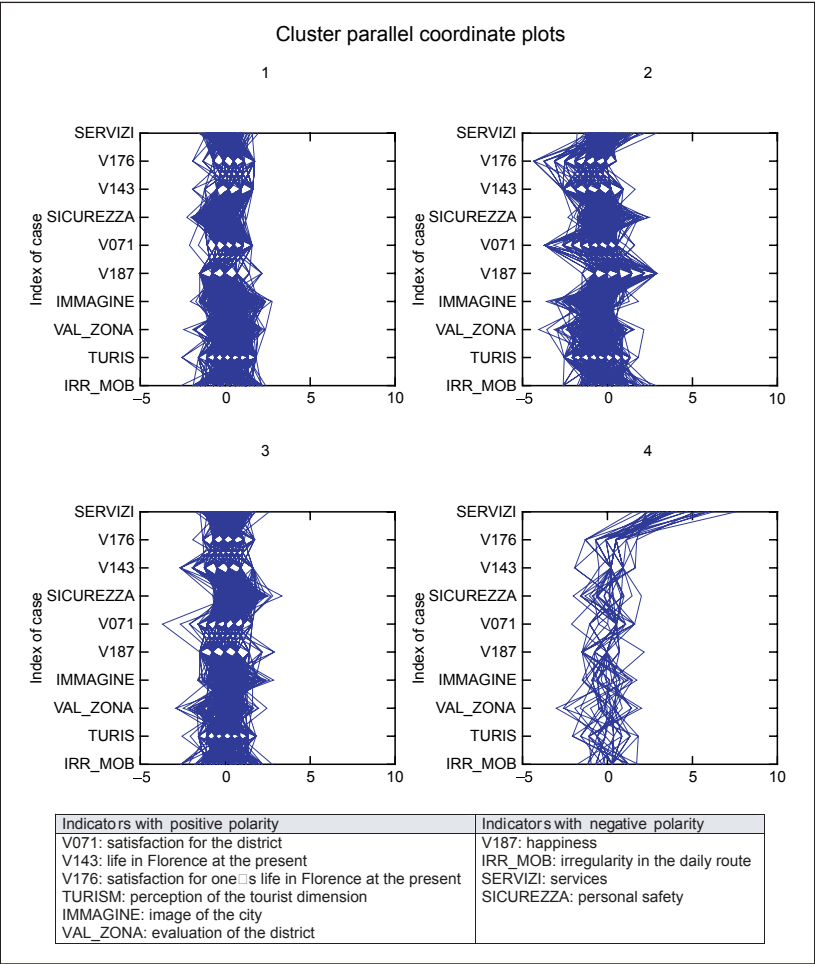 Cluster parallel coordinate plots
1
2
SERVIZI
V176
V143
SICUREZZA
V071
V187
IMMAGINE
VAL_ZONA
TURIS
IRR_MOB
Index of case
–5
0
5
10
SERVIZI
V176
V143
SICUREZZA
V071
V187
IMMAGINE
VAL_ZONA
TURIS
IRR_MOB
Index of case
–5
0
5
10
3
4
SERVIZI
V176
V143
SICUREZZA
V071
V187
IMMAGINE
VAL_ZONA
TURIS
IRR_MOB
Index of case
–5
0
5
10
SERVIZI
V176
V143
SICUREZZA
V071
V187
IMMAGINE
VAL_ZONA
TURIS
IRR_MOB
Index of case
–5
0
5
10
Indicators with positive polarity
V071: satisfaction for the district
V143: life in Florence at the present
V176: satisfaction for one□s life in Florence at the present
TURISM: perception of the tourist dimension
IMMAGINE: image of the city
VAL_ZONA: evaluation of the district
Indicators with negative polarity
V187: happiness
IRR_MOB: irregularity in the daily route
SERVIZI: services
SICUREZZA: personal safety